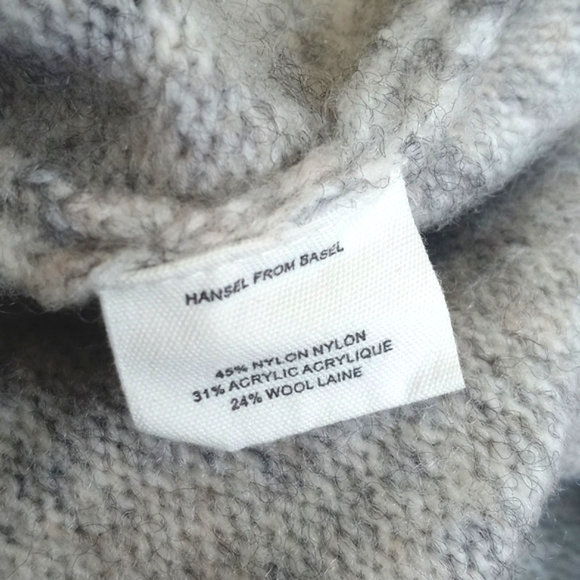 HANSEL FROM BASEL
45% NYLON NYLON
31% ACRYLIC ACRYLIQUE
24% WOOL LAINE